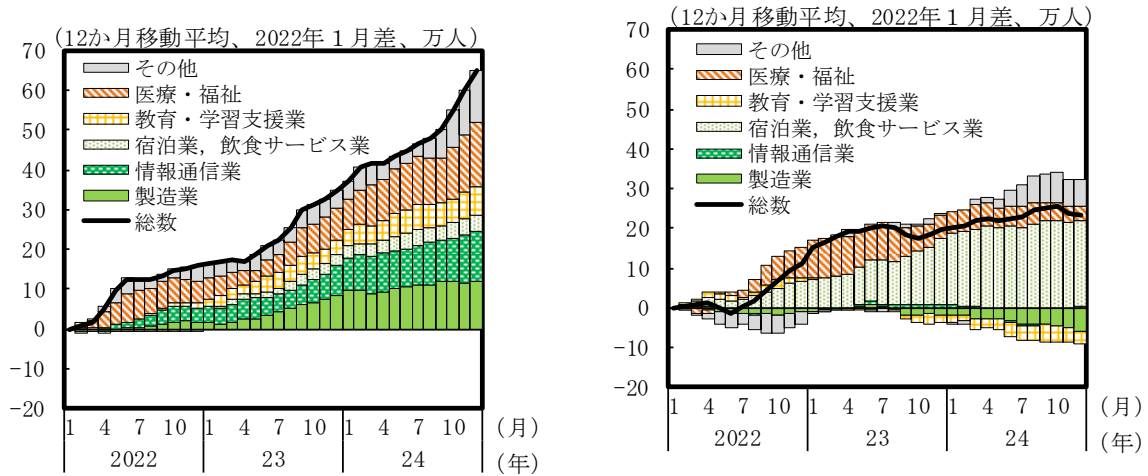 (12か月移動平均、2022年１月差、万人)
70
60
50
40
30
20
10
0
-10
-20
その他
医療・福祉
教育・学習支援業
宿泊業，飲食サービス業
情報通信業
製造業
総数
1 4 7 10 1 4 7 10 1 4 7 10 (月)
2022 23 24 (年)
(12か月移動平均、2022年１月差、万人)
70
60
50
40
30
20
10
0
-10
-20
その他
医療・福祉
教育・学習支援業
宿泊業，飲食サービス業
情報通信業
製造業
総数
1 4 7 10 1 4 7 10 1 4 7 10 (月)
2022 23 24 (年)